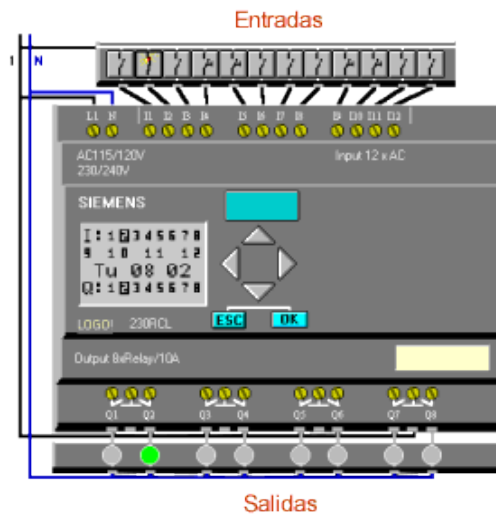 Entradas
1 N
L1 N I1 I2 I3 I4 I5 I6 I7 I8 I9 I10 I11 I12
AC115/120V Input 12 x AC
230/240V
SIEMENS
I:12345678
9 10 11 12
Tu 08 02
Q:12345678
LOGO! 230RCL ESC OK
Output 8xRelay/10A
Q1 Q2 Q3 Q4 Q5 Q6 Q7 Q8
Salidas